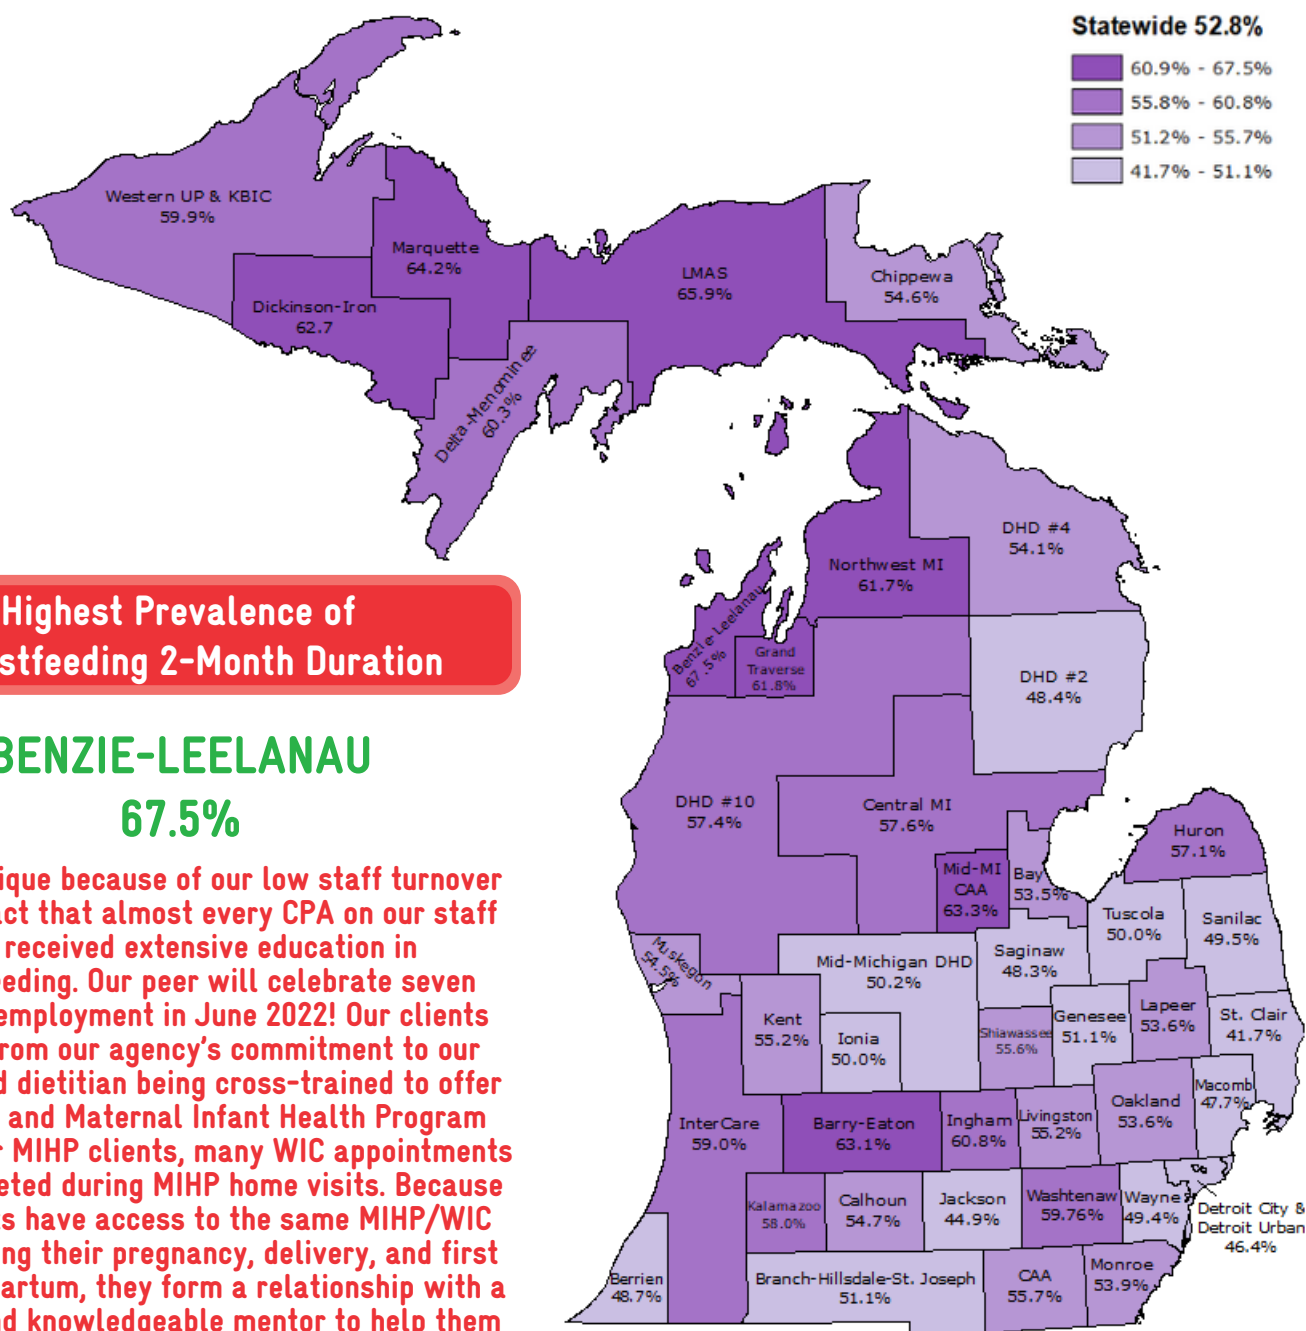 Statewide 52.8%
60.9% - 67.5%
55.8% - 60.8%
51.2% - 55.7%
41.7% - 51.1%
Western UP & KBIC
59.9%
Marquette
64.2%
Dickinson-Iron
62.7
LMAS
65.9%
Chippewa
54.6%
Delta-Menominee
60.3%
DHD #4
54.1%
Northwest MI
61.7%
Benzie-Leelanau
67.5%
Grand
Traverse
61.8%
DHD #2
48.4%
DHD #10
57.4%
Central MI
57.6%
Huron
57.1%
Mid-MI
CAA
63.3%
Bay
53.5%
Tuscola
50.0%
Sanilac
49.5%
Muskegon
54.5%
Mid-Michigan DHD
50.2%
Saginaw
48.3%
Kent
55.2%
Ionia
50.0%
Shiawassee
55.6%
Genesee
51.1%
Lapeer
53.6%
St. Clair
41.7%
InterCare
59.0%
Barry-Eaton
63.1%
Ingham
60.8%
Livingston
55.2%
Oakland
53.6%
Macomb
47.7%
Kalamazoo
58.0%
Calhoun
54.7%
Jackson
44.9%
Washtenaw
59.76%
Wayne
49.4%
Detroit City &
Detroit Urban
46.4%
Berrien
48.7%
Branch-Hillsdale-St. Joseph
51.1%
CAA
55.7%
Monroe
53.9%
Highest Prevalence of
stfeeding 2-Month Duration
BENZIE-LEELANAU
67.5%
ique because of our low staff turnover
act that almost every CPA on our staff
received extensive education in
eeding. Our peer will celebrate seven
employment in June 2022! Our clients
rom our agency's commitment to our
d dietitian being cross-trained to offer
and Maternal Infant Health Program
r MIHP clients, many WIC appointments
eted during MIHP home visits. Because
ts have access to the same MIHP/WIC
ng their pregnancy, delivery, and first
artum, they form a relationship with a
nd knowledgeable mentor to help them